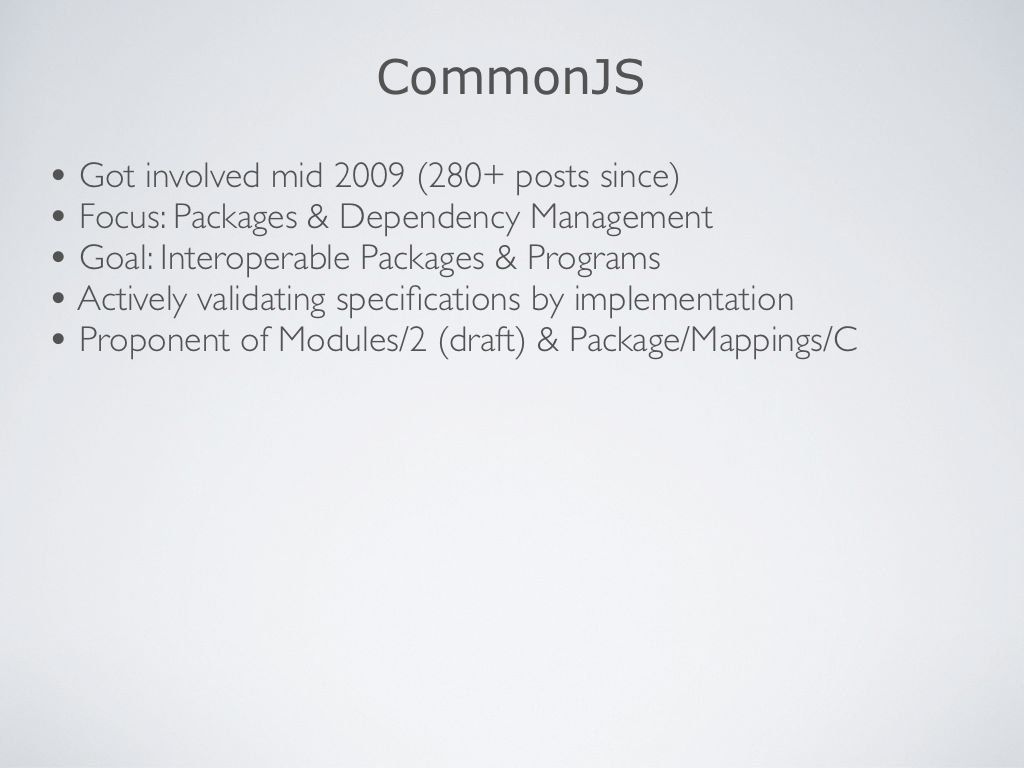 CommonJS
• Got involved mid 2009 (280+ posts since)
• Focus: Packages & Dependency Management
• Goal: Interoperable Packages & Programs
• Actively validating specifications by implementation
• Proponent of Modules/2 (draft) & Package/Mappings/C